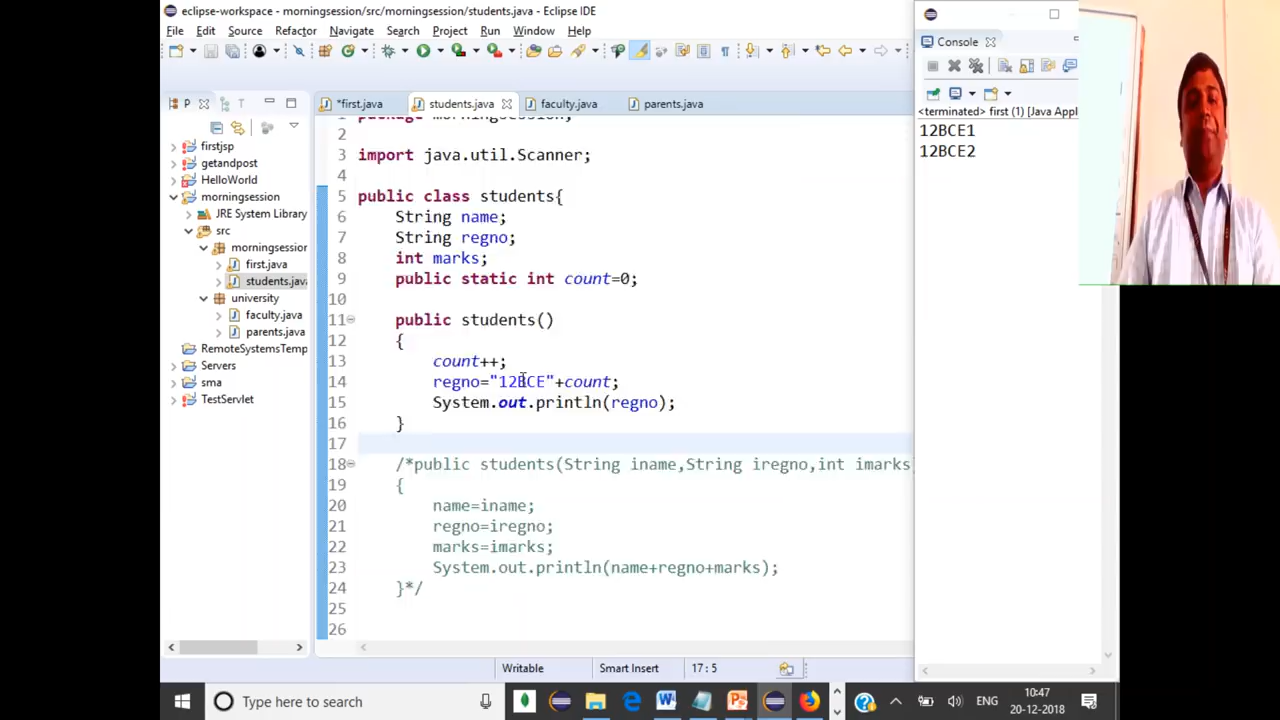 eclipse-workspace - morningsession/src/morningsession/students.java - Eclipse IDE
File Edit Source Refactor Navigate Search Project Run Window Help
P
T
*first.java
students.java
faculty.java
parents.java
firstjsp
getandpost
HelloWorld
morningsession
JRE System Library
src
morningsession
first.java
students.java
university
faculty.java
parents.java
RemoteSystemsTemp
Servers
sma
TestServlet
1 package morningsession;
2
3 import java.util.Scanner;
4
5 public class students{
6 String name;
7 String regno;
8 int marks;
9 public static int count=0;
10
11 public students()
12 {
13 count++;
14 regno="12BCE"+count;
15 System.out.println(regno);
16 }
17
18 /*public students(String iname,String iregno,int imarks
19 {
20 name=iname;
21 regno=iregno;
22 marks=imarks;
23 System.out.println(name+regno+marks);
24 }*/
25
26
Console
<terminated> first (1) [Java Appl
12BCE1
12BCE2
Writable Smart Insert 17 : 5
Type here to search
ENG
10:47
20-12-2018